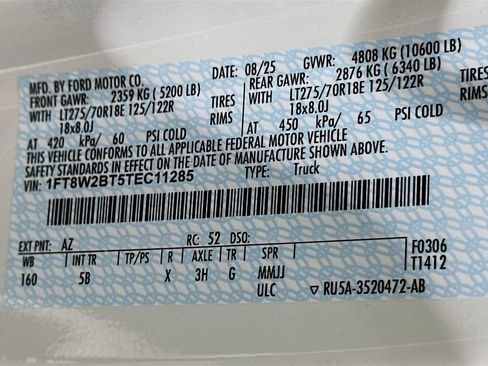 MFD. BY FORD MOTOR CO.
DATE: 08/25 GVWR: 4808 KG (10600 LB)
FRONT GAWR: 2359 KG ( 5200 LB) REAR GAWR: 2876 KG ( 6340 LB)
WITH LT275/70R18E 125/122R TIRES WITH LT275/70R18E 125/122R TIRES
18x8.0J RIMS 18x8.0J RIMS
AT 420 kPa/ 60 PSI COLD AT 450 kPa/ 65 PSI COLD
THIS VEHICLE CONFORMS TO ALL APPLICABLE FEDERAL MOTOR VEHICLE
SAFETY STANDARDS IN EFFECT ON THE DATE OF MANUFACTURE SHOWN ABOVE.
VIN: 1FT8W2BT5TEC11285 TYPE: Truck
EXT PNT: AZ RC: 52 DSO:
WB INT TR TP/PS R AXLE TR SPR F0306
160 5B X 3H G MMJJ T1412
ULC ▽ RU5A-3520472-AB